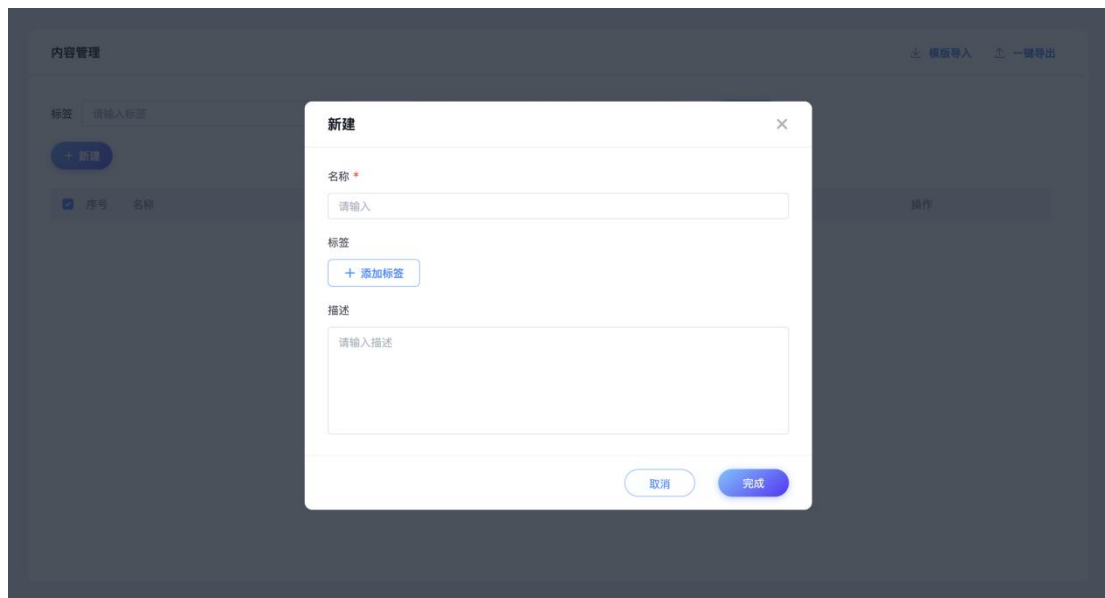 内容管理
模版导入 一键导出
标签 请输入标签
+ 新建
序号 名称 操作
新建
名称 *
请输入
标签
+ 添加标签
描述
请输入描述
取消 完成